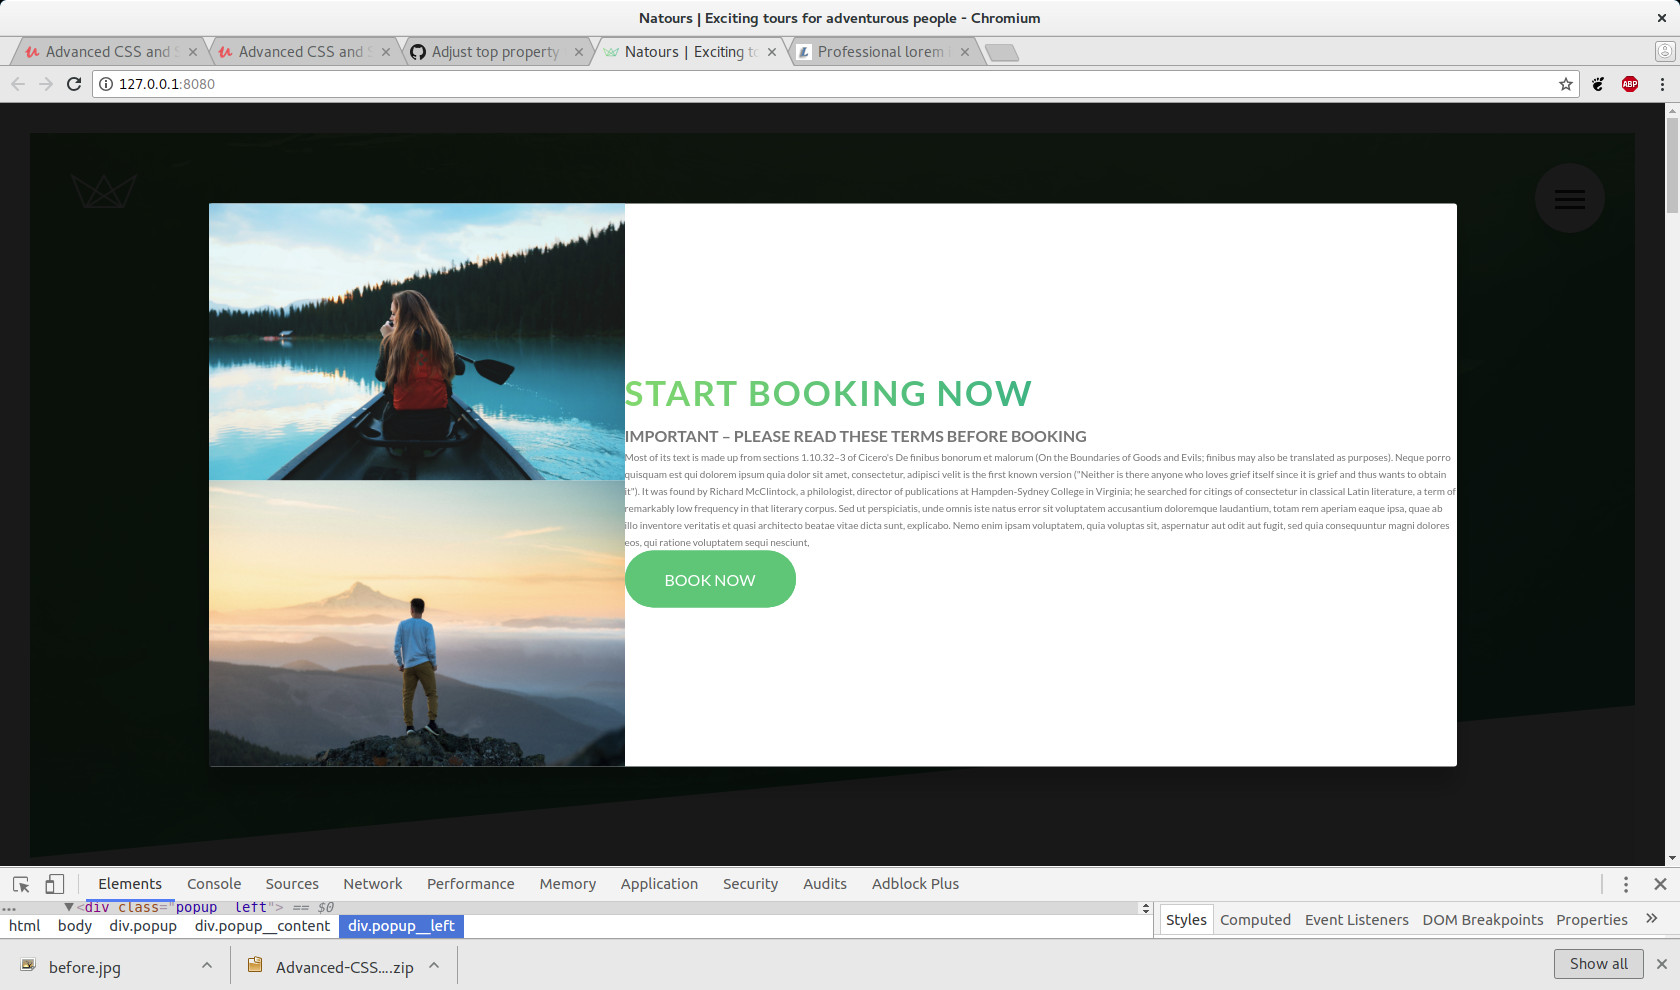 Natours | Exciting tours for adventurous people - Chromium
Advanced CSS and S
Advanced CSS and S
Adjust top property
Natours | Exciting to
Professional lorem
127.0.0.1:8080
ABP
START BOOKING NOW
IMPORTANT – PLEASE READ THESE TERMS BEFORE BOOKING
Most of its text is made up from sections 1.10.32–3 of Cicero's De finibus bonorum et malorum (On the Boundaries of Goods and Evils; finibus may also be translated as purposes). Neque porro
quisquam est qui dolorem ipsum quia dolor sit amet, consectetur, adipisci velit is the first known version ("Neither is there anyone who loves grief itself since it is grief and thus wants to obtain
it"). It was found by Richard McClintock, a philologist, director of publications at Hampden-Sydney College in Virginia; he searched for citings of consectetur in classical Latin literature, a term of
remarkably low frequency in that literary corpus. Sed ut perspiciatis, unde omnis iste natus error sit voluptatem accusantium doloremque laudantium, totam rem aperiam eaque ipsa, quae ab
illo inventore veritatis et quasi architecto beatae vitae dicta sunt, explicabo. Nemo enim ipsam voluptatem, quia voluptas sit, aspernatur aut odit aut fugit, sed quia consequuntur magni dolores
eos, qui ratione voluptatem sequi nesciunt,
BOOK NOW
Elements Console Sources Network Performance Memory Application Security Audits Adblock Plus
... ▼<div class="popup__left"> == $0
html body div.popup div.popup__content div.popup__left
Styles Computed Event Listeners DOM Breakpoints Properties »
before.jpg
Advanced-CSS....zip
Show all